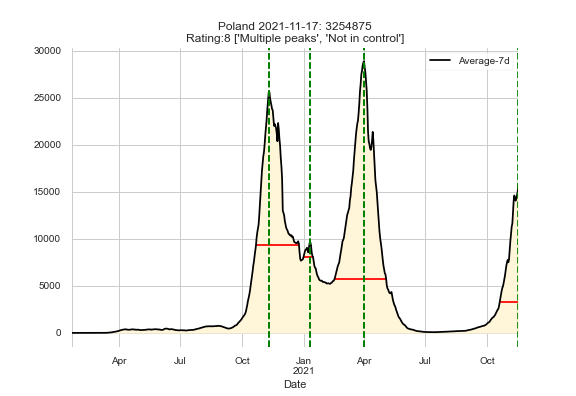 Poland 2021-11-17: 3254875
Rating:8 ['Multiple peaks', 'Not in control']
Average-7d
30000
25000
20000
15000
10000
5000
0
Apr
Jul
Oct
Jan
2021
Apr
Jul
Oct
Date